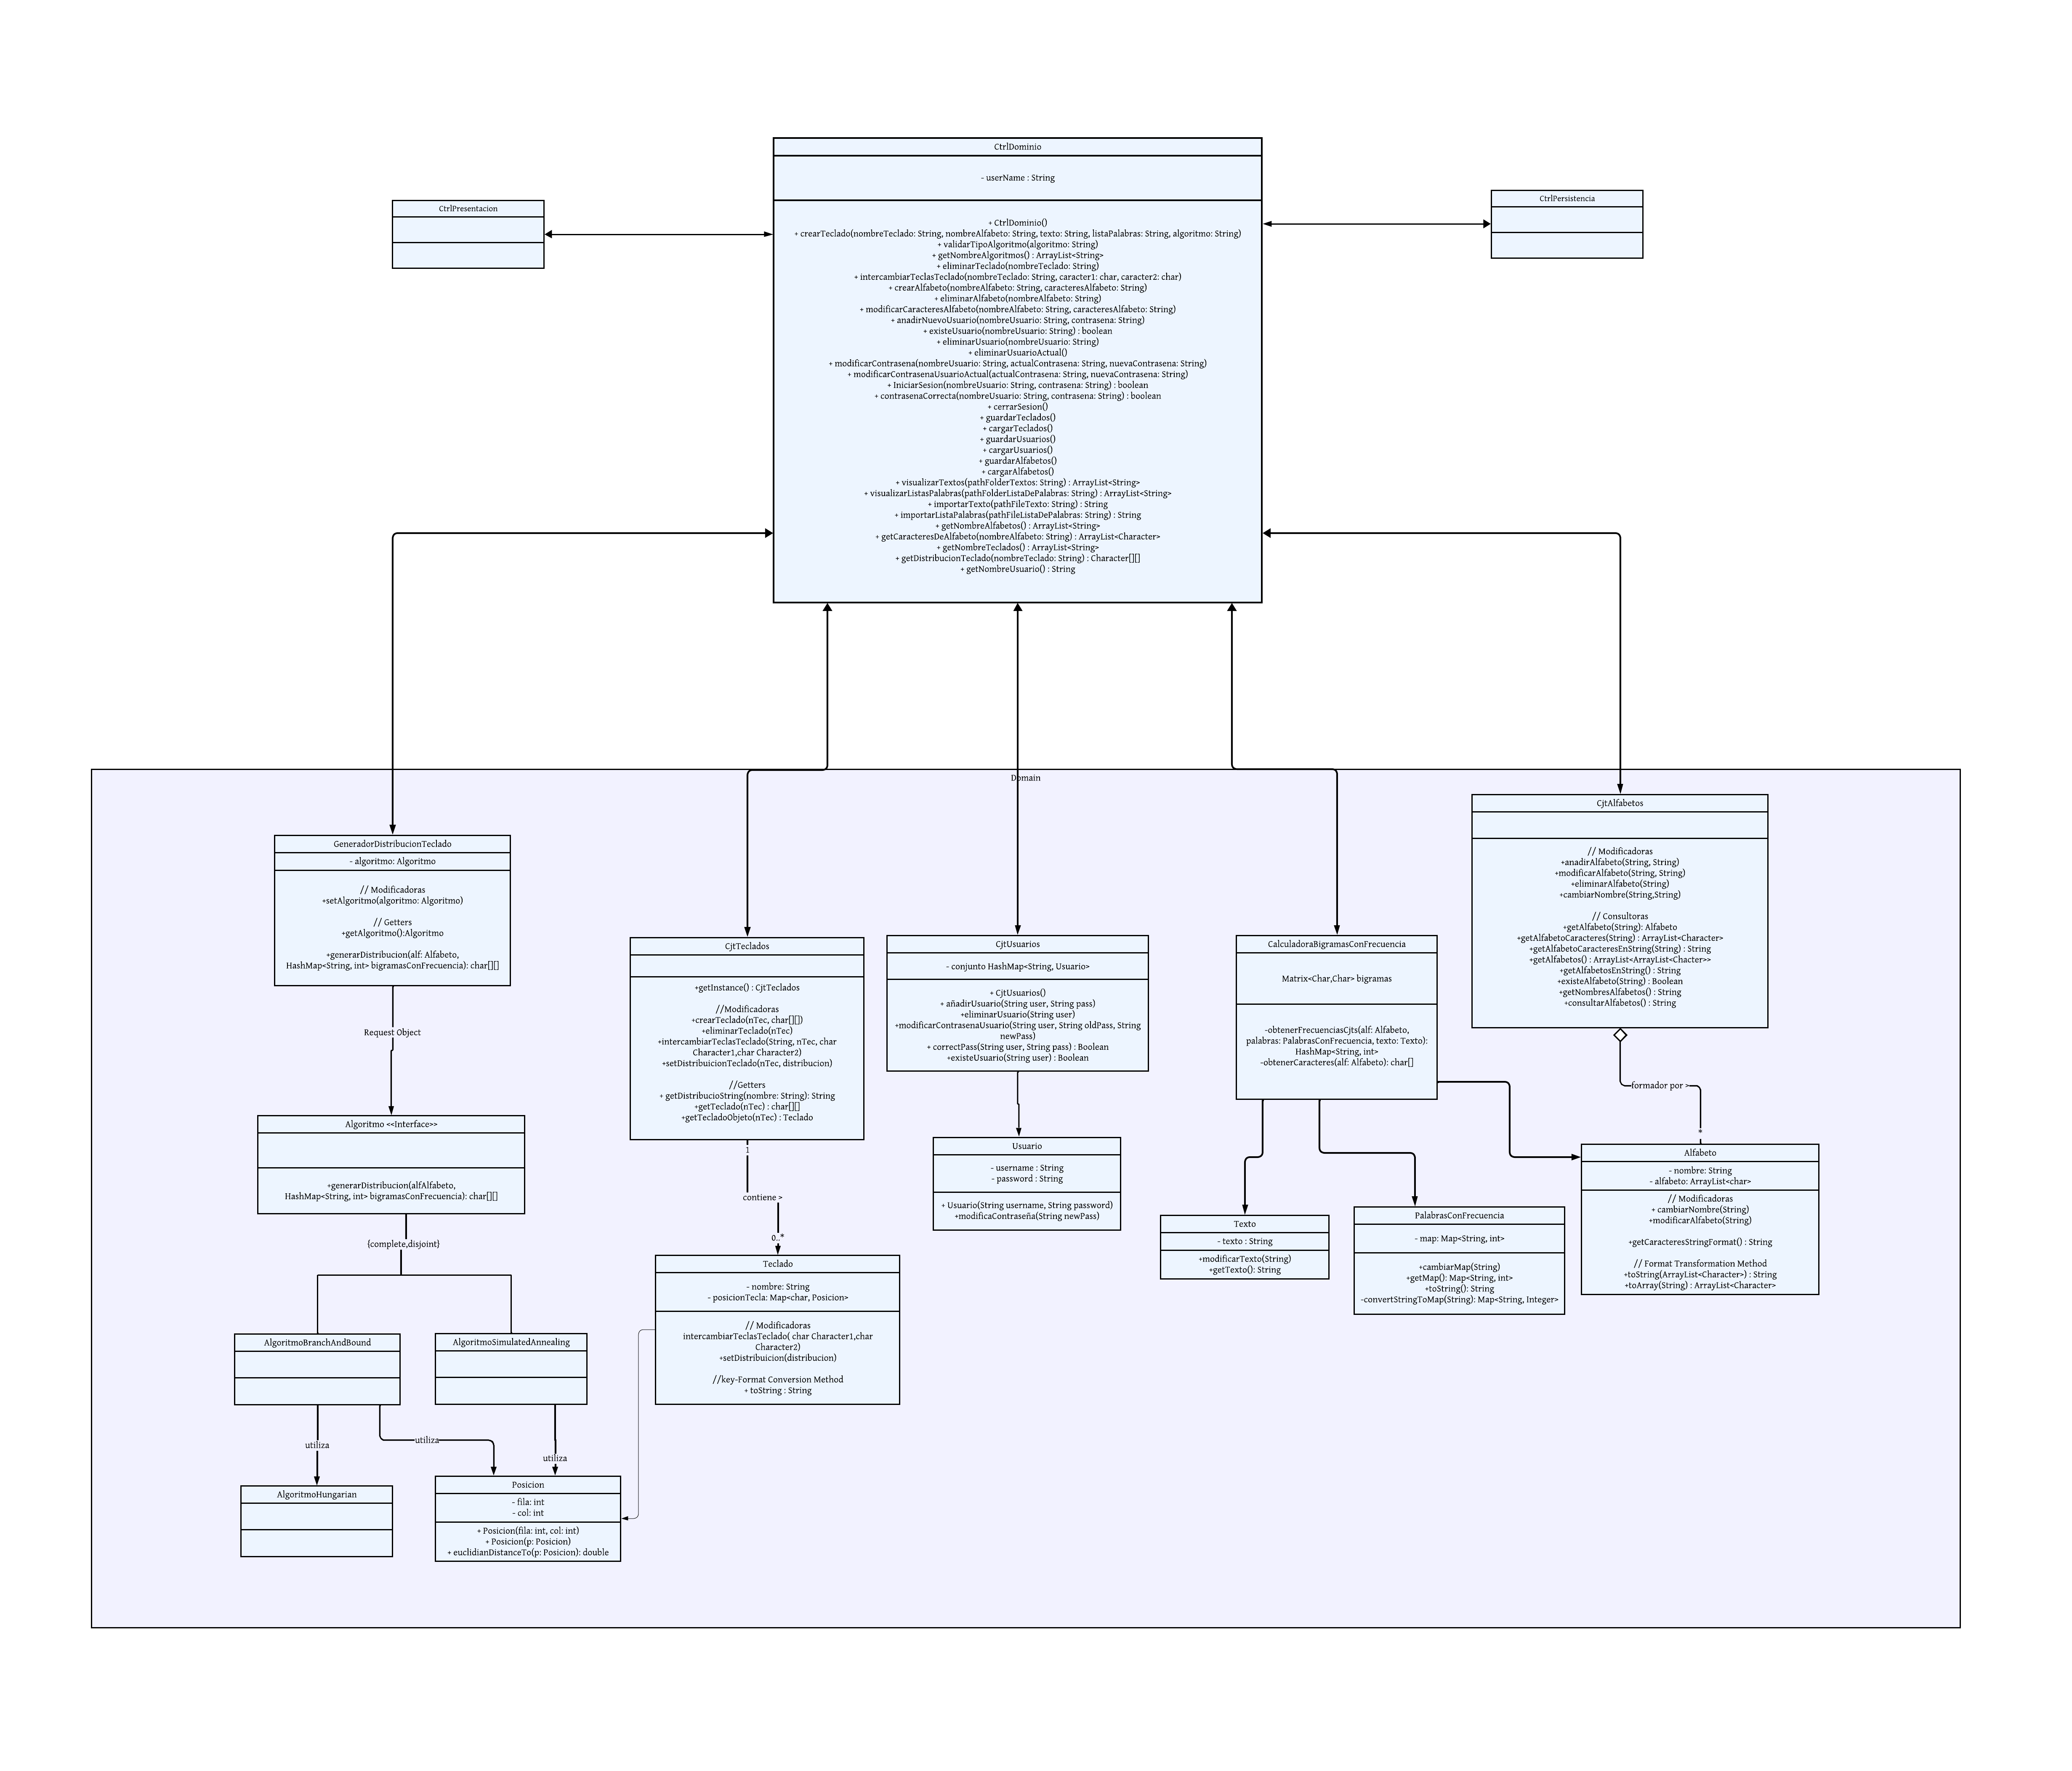 CtrlDominio
- userName : String
+ CtrlDominio()
+ crearTeclado(nombreTeclado: String, nombreAlfabeto: String, texto: String, listaPalabras: String, algoritmo: String)
+ validarTipoAlgoritmo(algoritmo: String)
+ getNombreAlgoritmos() : ArrayList<String>
+ eliminarTeclado(nombreTeclado: String)
+ intercambiarTeclasTeclado(nombreTeclado: String, caracter1: char, caracter2: char)
+ crearAlfabeto(nombreAlfabeto: String, caracteresAlfabeto: String)
+ eliminarAlfabeto(nombreAlfabeto: String)
+ modificarCaracteresAlfabeto(nombreAlfabeto: String, caracteresAlfabeto: String)
+ anadirNuevoUsuario(nombreUsuario: String, contrasena: String)
+ existeUsuario(nombreUsuario: String) : boolean
+ eliminarUsuario(nombreUsuario: String)
+ eliminarUsuarioActual()
+ modificarContrasena(nombreUsuario: String, actualContrasena: String, nuevaContrasena: String)
+ modificarContrasenaUsuarioActual(actualContrasena: String, nuevaContrasena: String)
+ IniciarSesion(nombreUsuario: String, contrasena: String) : boolean
+ contrasenaCorrecta(nombreUsuario: String, contrasena: String) : boolean
+ cerrarSesion()
+ guardarTeclados()
+ cargarTeclados()
+ guardarUsuarios()
+ cargarUsuarios()
+ guardarAlfabetos()
+ cargarAlfabetos()
+ visualizarTextos(pathFolderTextos: String) : ArrayList<String>
+ visualizarListasPalabras(pathFolderListaDePalabras: String) : ArrayList<String>
+ importarTexto(pathFileTexto: String) : String
+ importarListaPalabras(pathFileListaDePalabras: String) : String
+ getNombreAlfabetos() : ArrayList<String>
+ getCaracteresDeAlfabeto(nombreAlfabeto: String) : ArrayList<Character>
+ getNombreTeclados() : ArrayList<String>
+ getDistribucionTeclado(nombreTeclado: String) : Character[][]
+ getNombreUsuario() : String
CtrlPresentacion
CtrlPersistencia
Domain
GeneradorDistribucionTeclado
- algoritmo: Algoritmo
// Modificadoras
+setAlgoritmo(algoritmo: Algoritmo)
// Getters
+getAlgoritmo():Algoritmo
+generarDistribucion(alf: Alfabeto,
HashMap<String, int> bigramasConFrecuencia): char[][]
Request Object
Algoritmo <<Interface>>
+generarDistribucion(alfAlfabeto,
HashMap<String, int> bigramasConFrecuencia): char[][]
{complete,disjoint}
AlgoritmoBranchAndBound
AlgoritmoSimulatedAnnealing
utiliza
utiliza
utiliza
AlgoritmoHungarian
Posicion
- fila: int
- col: int
+ Posicion(fila: int, col: int)
+ Posicion(p: Posicion)
+ euclidianDistanceTo(p: Posicion): double
CjtTeclados
+getInstance() : CjtTeclados
//Modificadoras
+crearTeclado(nTec, char[][])
+eliminarTeclado(nTec)
+intercambiarTeclasTeclado(String, nTec, char
Character1,char Character2)
+setDistribuicionTeclado(nTec, distribucion)
//Getters
+ getDistribucioString(nombre: String): String
+getTeclado(nTec) : char[][]
+getTecladoObjeto(nTec) : Teclado
1
contiene >
0..*
Teclado
- nombre: String
- posicionTecla: Map<char, Posicion>
// Modificadoras
intercambiarTeclasTeclado( char Character1,char
Character2)
+setDistribuicion(distribucion)
//key-Format Conversion Method
+ toString : String
CjtUsuarios
- conjunto HashMap<String, Usuario>
+ CjtUsuarios()
+ añadirUsuario(String user, String pass)
+eliminarUsuario(String user)
+modificarContrasenaUsuario(String user, String oldPass, String
newPass)
+ correctPass(String user, String pass) : Boolean
+existeUsuario(String user) : Boolean
Usuario
- username : String
- password : String
+ Usuario(String username, String password)
+modificaContraseña(String newPass)
CalculadoraBigramasConFrecuencia
Matrix<Char,Char> bigramas
-obtenerFrecuenciasCjts(alf: Alfabeto,
palabras: PalabrasConFrecuencia, texto: Texto):
HashMap<String, int>
-obtenerCaracteres(alf: Alfabeto): char[]
Texto
- texto : String
+modificarTexto(String)
+getTexto(): String
PalabrasConFrecuencia
- map: Map<String, int>
+cambiarMap(String)
+getMap(): Map<String, int>
+toString(): String
-convertStringToMap(String): Map<String, Integer>
CjtAlfabetos
// Modificadoras
+anadirAlfabeto(String, String)
+modificarAlfabeto(String, String)
+eliminarAlfabeto(String)
+cambiarNombre(String,String)
// Consultoras
+getAlfabeto(String): Alfabeto
+getAlfabetoCaracteres(String) : ArrayList<Character>
+getAlfabetoCaracteresEnString(String) : String
+getAlfabetos() : ArrayList<ArrayList<Chacter>>
+getAlfabetosEnString() : String
+existeAlfabeto(String) : Boolean
+getNombresAlfabetos() : String
+consultarAlfabetos() : String
formador por >
*
Alfabeto
- nombre: String
- alfabeto: ArrayList<char>
// Modificadoras
+ cambiarNombre(String)
+modificarAlfabeto(String)
+getCaracteresStringFormat() : String
// Format Transformation Method
+toString(ArrayList<Character>) : String
+toArray(String) : ArrayList<Character>